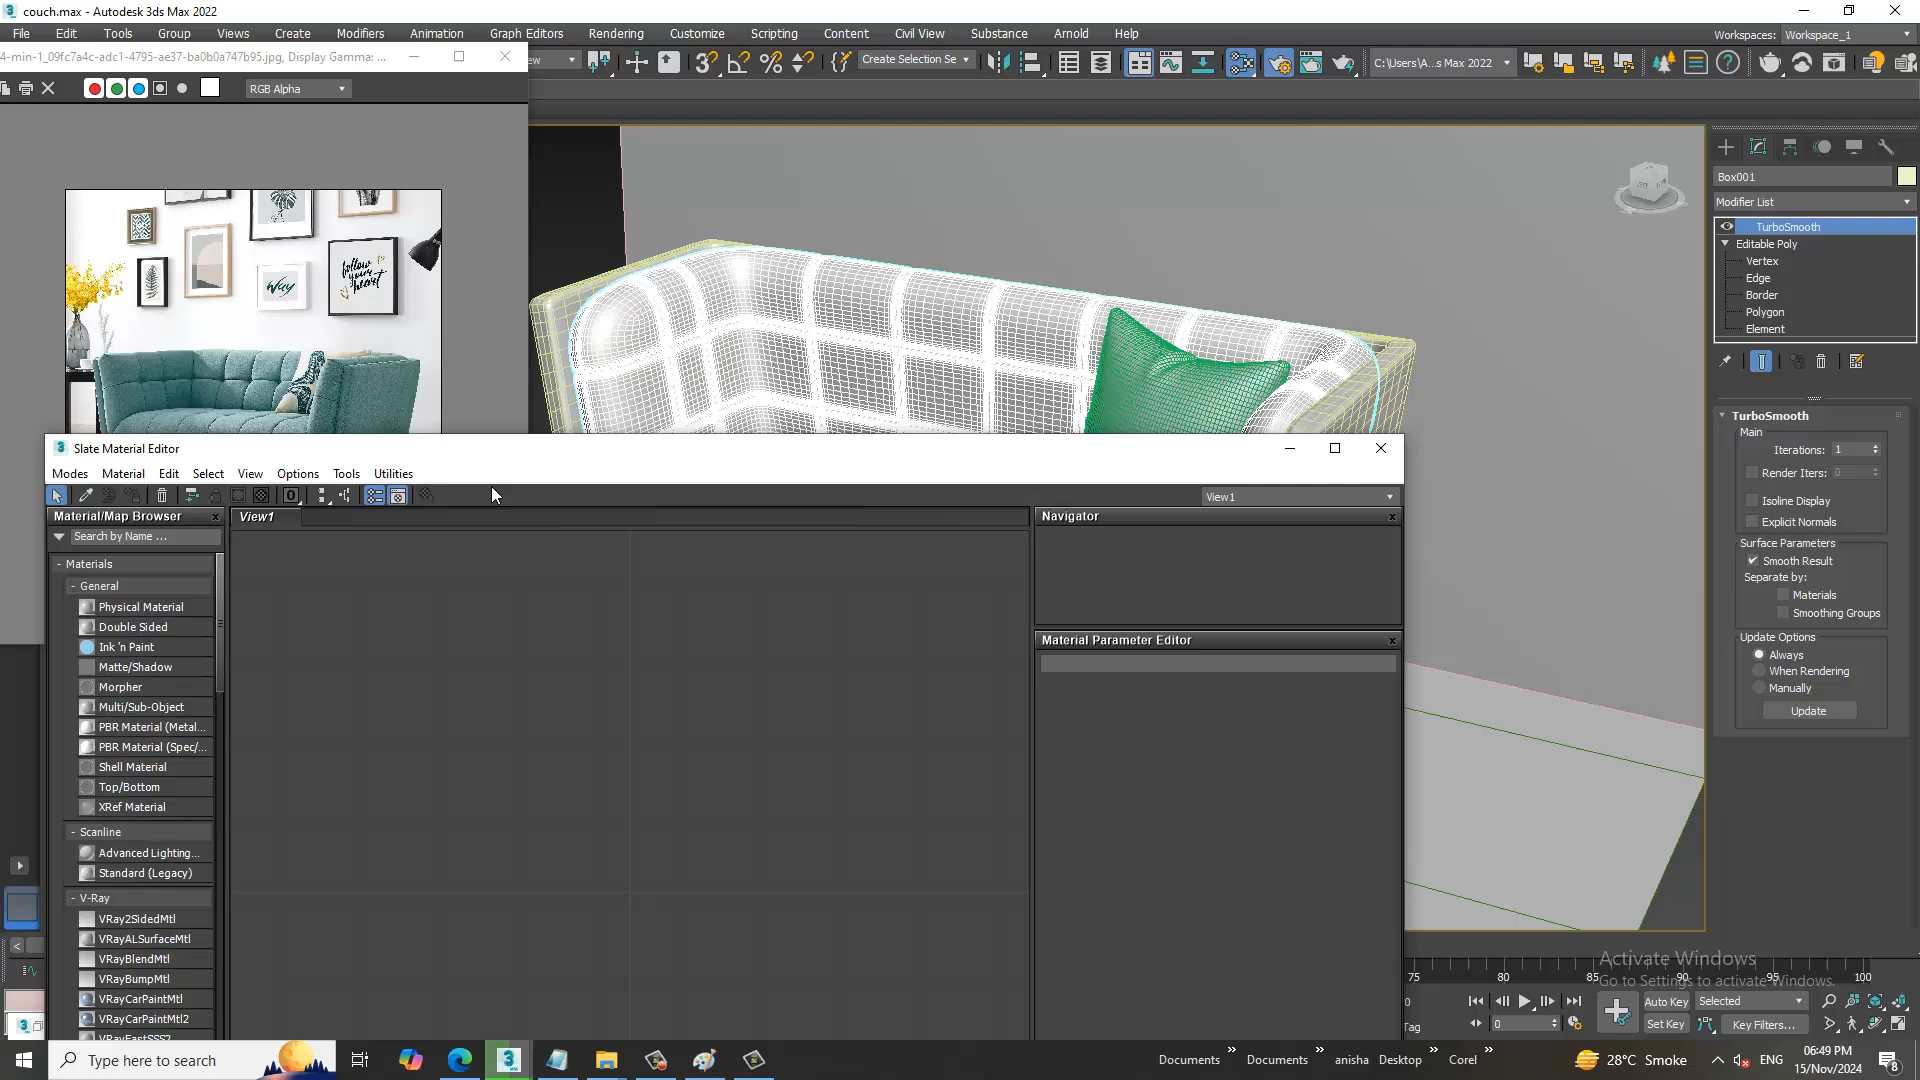 couch.max - Autodesk 3ds Max 2022
File Edit Tools Group Views Create Modifiers Animation Graph Editors Rendering Customize Scripting Content Civil View Substance Arnold Help
Workspaces: Workspace_1
4-min-1_09fc7a4c-adc1-4795-ae37-ba0b0a747b95.jpg, Display Gamma: ...
Create Selection Se
C:\Users\A...s Max 2022
RGB Alpha
Box001
Modifier List
TurboSmooth
Editable Poly
Vertex
Edge
Border
Polygon
Element
follow your heart
Way
TurboSmooth
Main
Iterations: 1
Render Iters: 0
Isoline Display
Explicit Normals
Surface Parameters
Smooth Result
Separate by:
Materials
Smoothing Groups
Update Options
Always
When Rendering
Manually
Update
Slate Material Editor
Modes Material Edit Select View Options Tools Utilities
View1
Material/Map Browser
View1
Navigator
Search by Name ...
- Materials
- General
Physical Material
Double Sided
Ink 'n Paint
Matte/Shadow
Morpher
Multi/Sub-Object
PBR Material (Metal...
PBR Material (Spec/...
Shell Material
Top/Bottom
XRef Material
- Scanline
Advanced Lighting...
Standard (Legacy)
- V-Ray
VRay2SidedMtl
VRayALSurfaceMtl
VRayBlendMtl
VRayBumpMtl
VRayCarPaintMtl
VRayCarPaintMtl2
VRayFastSSS2
Material Parameter Editor
Activate Windows
Go to Settings to activate Windows.
75 80 85 90 95 100
Auto Key Selected
Set Key Key Filters...
0
Tag
Type here to search
Documents Documents anisha Desktop Corel
28°C Smoke
ENG
06:49 PM
15/Nov/2024
8